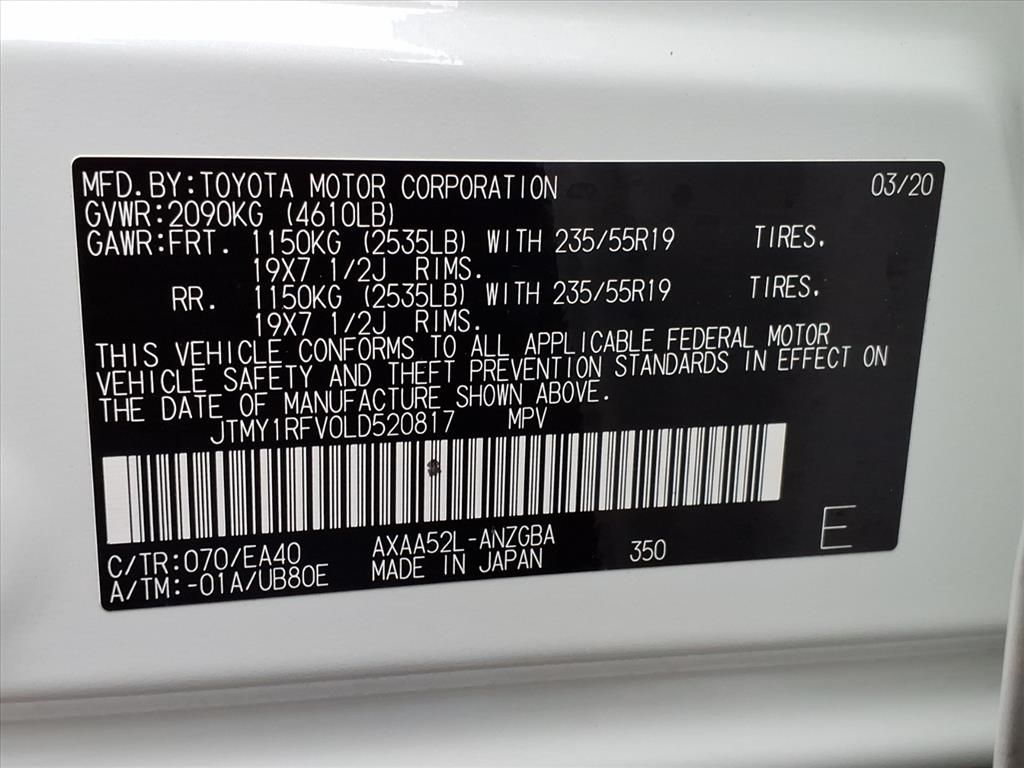 MFD.BY:TOYOTA MOTOR CORPORATION 03/20
GVWR:2090KG (4610LB)
GAWR:FRT. 1150KG (2535LB) WITH 235/55R19 TIRES.
19X7 1/2J RIMS.
RR. 1150KG (2535LB) WITH 235/55R19 TIRES.
19X7 1/2J RIMS.
THIS VEHICLE CONFORMS TO ALL APPLICABLE FEDERAL MOTOR
VEHICLE SAFETY AND THEFT PREVENTION STANDARDS IN EFFECT ON
THE DATE OF MANUFACTURE SHOWN ABOVE.
JTMY1RFV0LD520817 MPV
C/TR:070/EA40 AXAA52L-ANZGBA 350 E
A/TM:-01A/UB80E MADE IN JAPAN